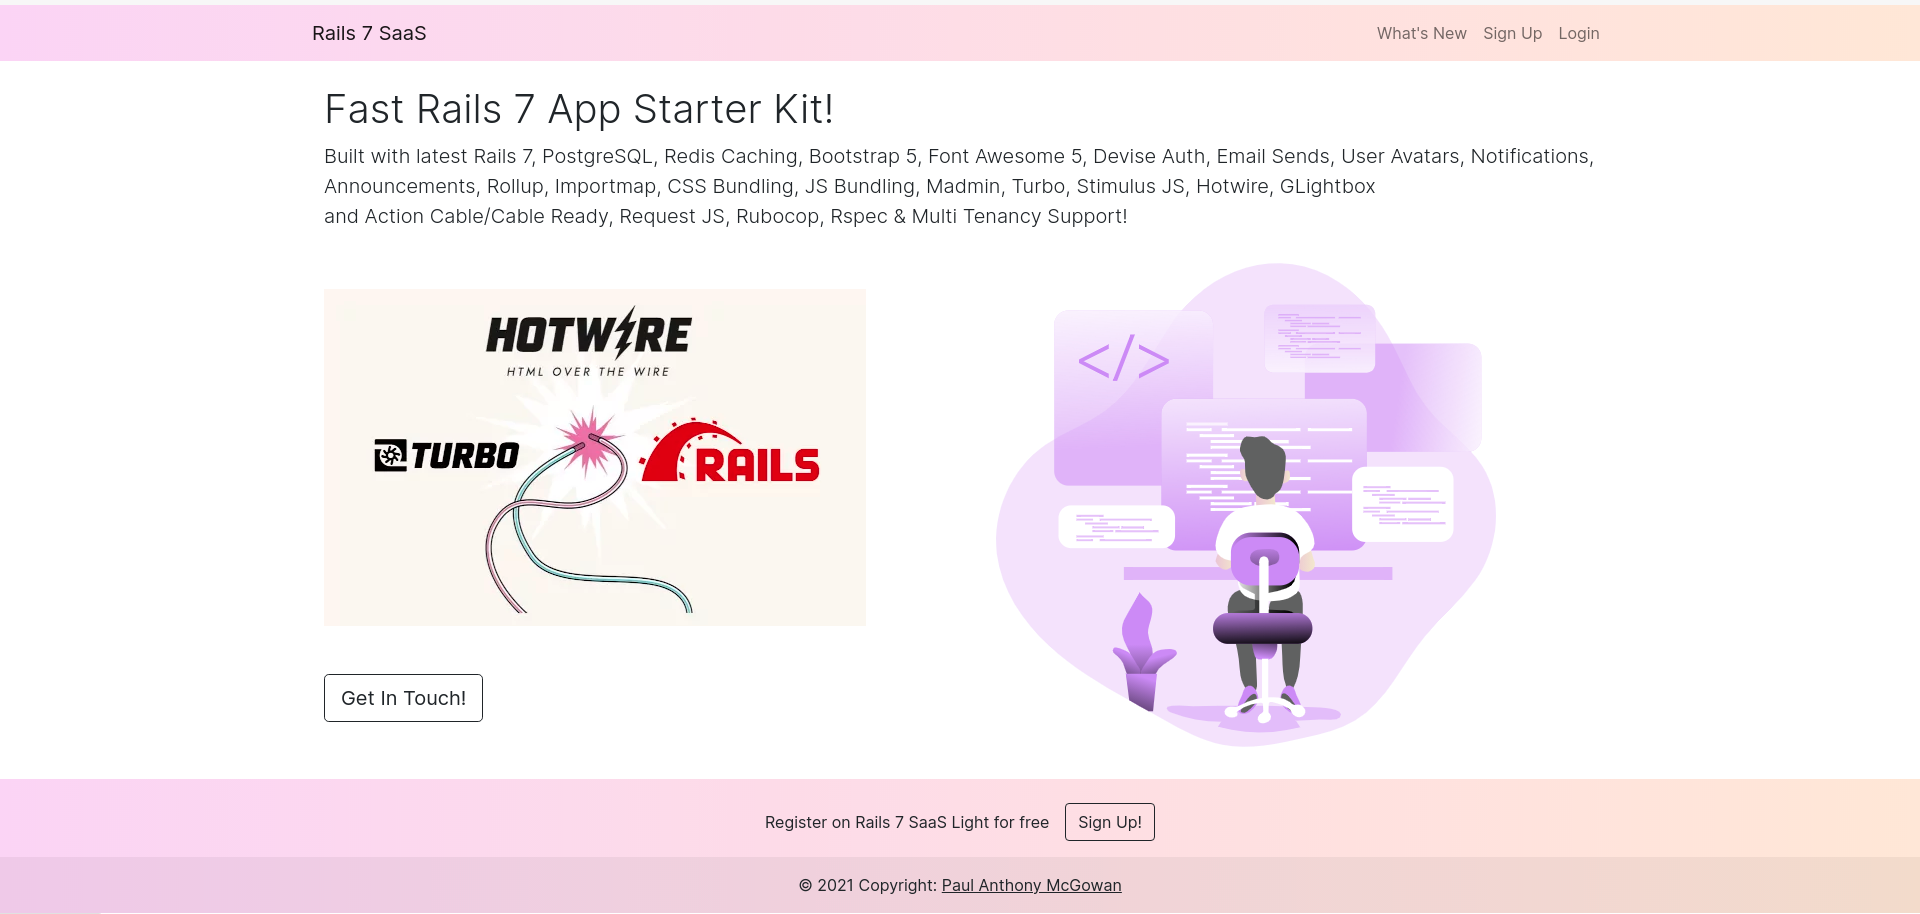 Rails 7 SaaS
What's New Sign Up Login
Fast Rails 7 App Starter Kit!
Built with latest Rails 7, PostgreSQL, Redis Caching, Bootstrap 5, Font Awesome 5, Devise Auth, Email Sends, User Avatars, Notifications,
Announcements, Rollup, Importmap, CSS Bundling, JS Bundling, Madmin, Turbo, Stimulus JS, Hotwire, GLightbox
and Action Cable/Cable Ready, Request JS, Rubocop, Rspec & Multi Tenancy Support!
HOTWIRE
HTML OVER THE WIRE
TURBO
RAILS
</>
Get In Touch!
Register on Rails 7 SaaS Light for free Sign Up!
© 2021 Copyright: Paul Anthony McGowan